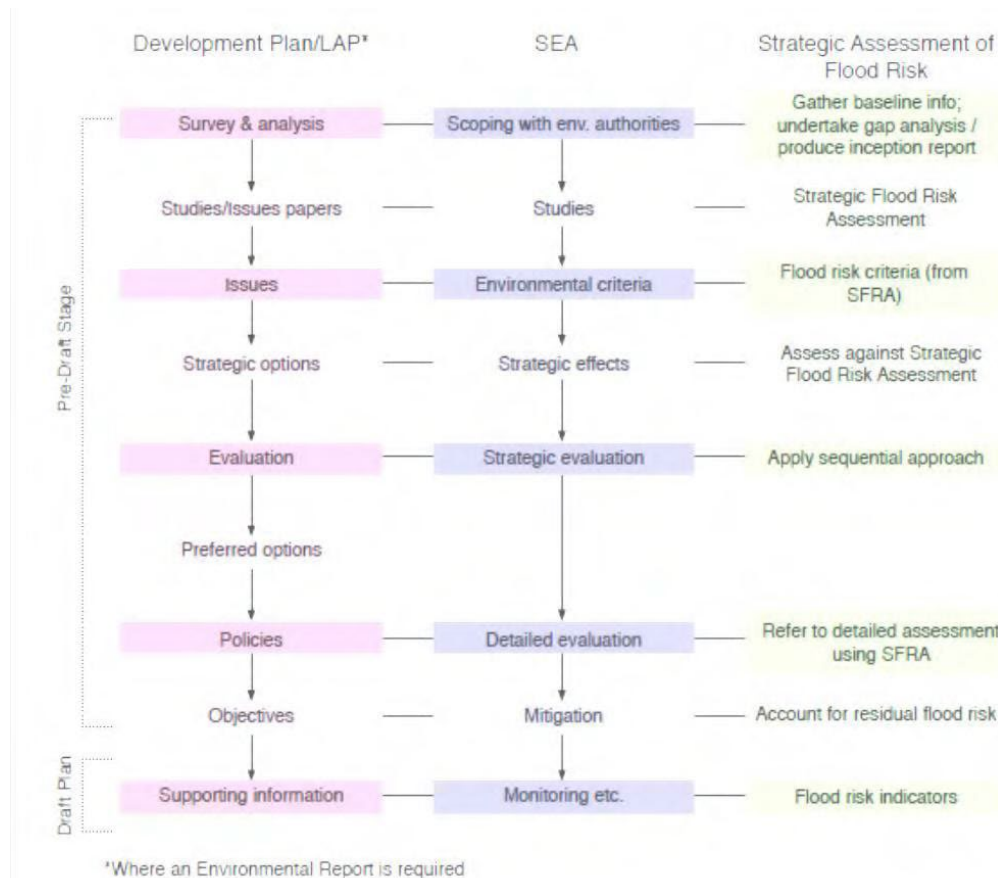 Development Plan/LAP*
SEA
Strategic Assessment of
Flood Risk
Survey & analysis
Scoping with env. authorities
Gather baseline info;
undertake gap analysis /
produce inception report
Studies/Issues papers
Studies
Strategic Flood Risk
Assessment
Issues
Environmental criteria
Flood risk criteria (from
SFRA)
Strategic options
Strategic effects
Assess against Strategic
Flood Risk Assessment
Evaluation
Strategic evaluation
Apply sequential approach
Preferred options
Policies
Detailed evaluation
Refer to detailed assessment
using SFRA
Objectives
Mitigation
Account for residual flood risk
Supporting information
Monitoring etc.
Flood risk indicators
Pre-Draft Stage
Draft Plan
*Where an Environmental Report is required